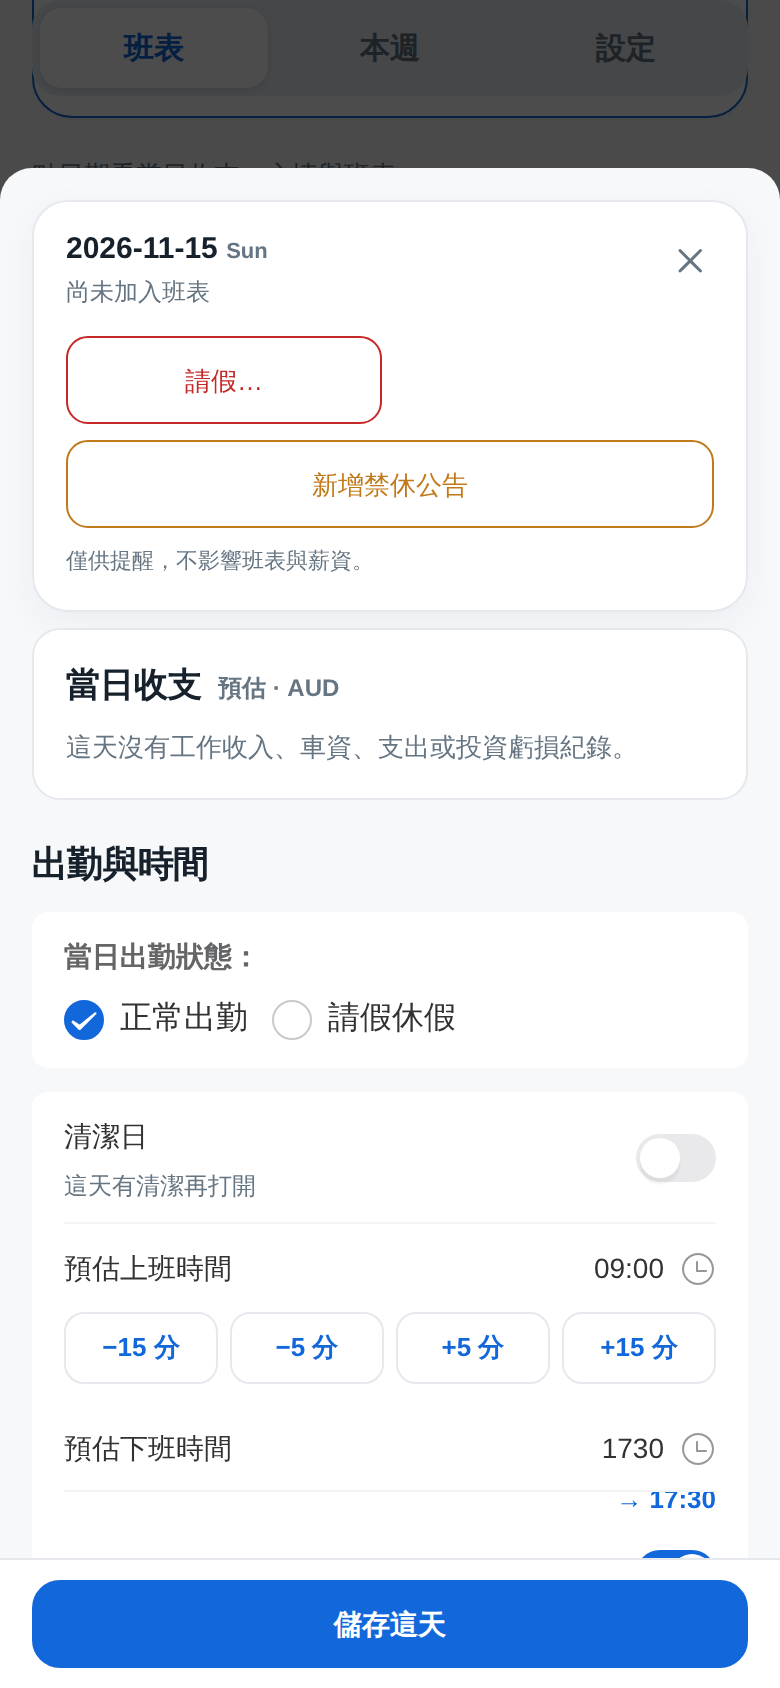 班表 本週 設定
2026-11-15 Sun
尚未加入班表
請假…
新增禁休公告
僅供提醒，不影響班表與薪資。
當日收支 預估 · AUD
這天沒有工作收入、車資、支出或投資虧損紀錄。
出勤與時間
當日出勤狀態：
正常出勤 請假休假
清潔日
這天有清潔再打開
預估上班時間 09:00
−15 分 −5 分 +5 分 +15 分
預估下班時間 1730
→ 17:30
儲存這天